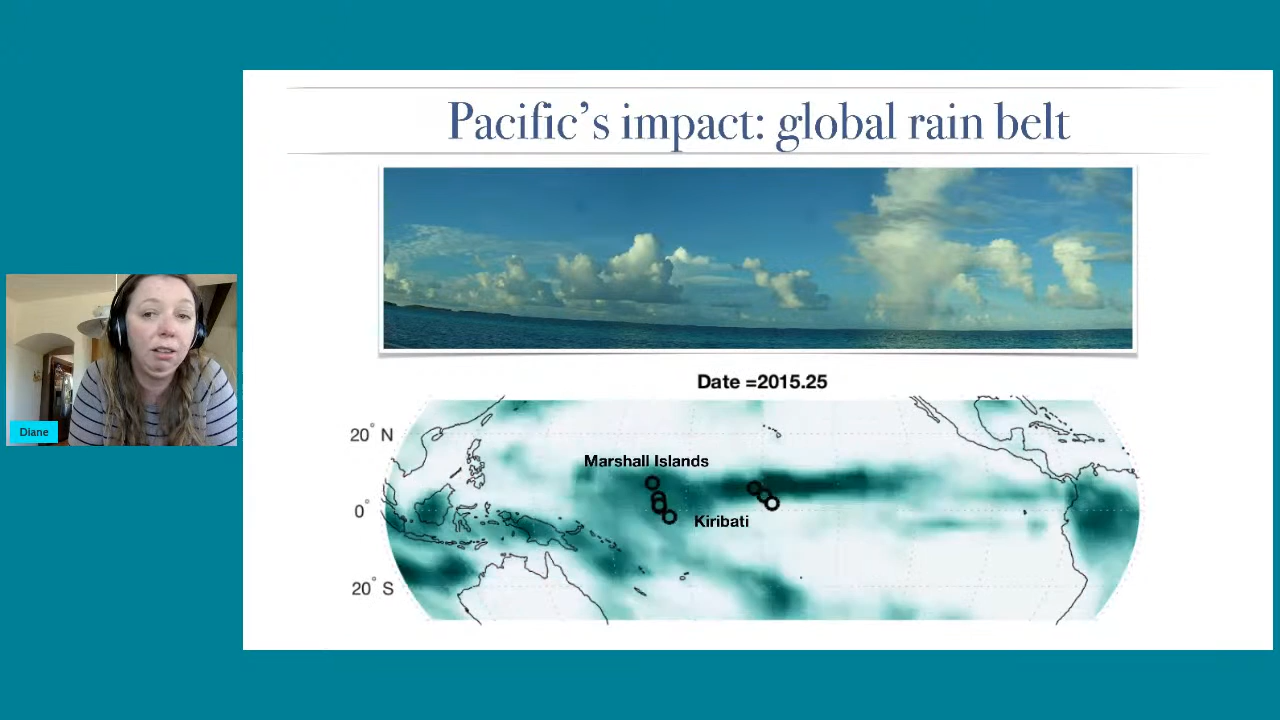 Pacific's impact: global rain belt
Date =2015.25
20° N
Marshall Islands
0°
Kiribati
20° S
Diane